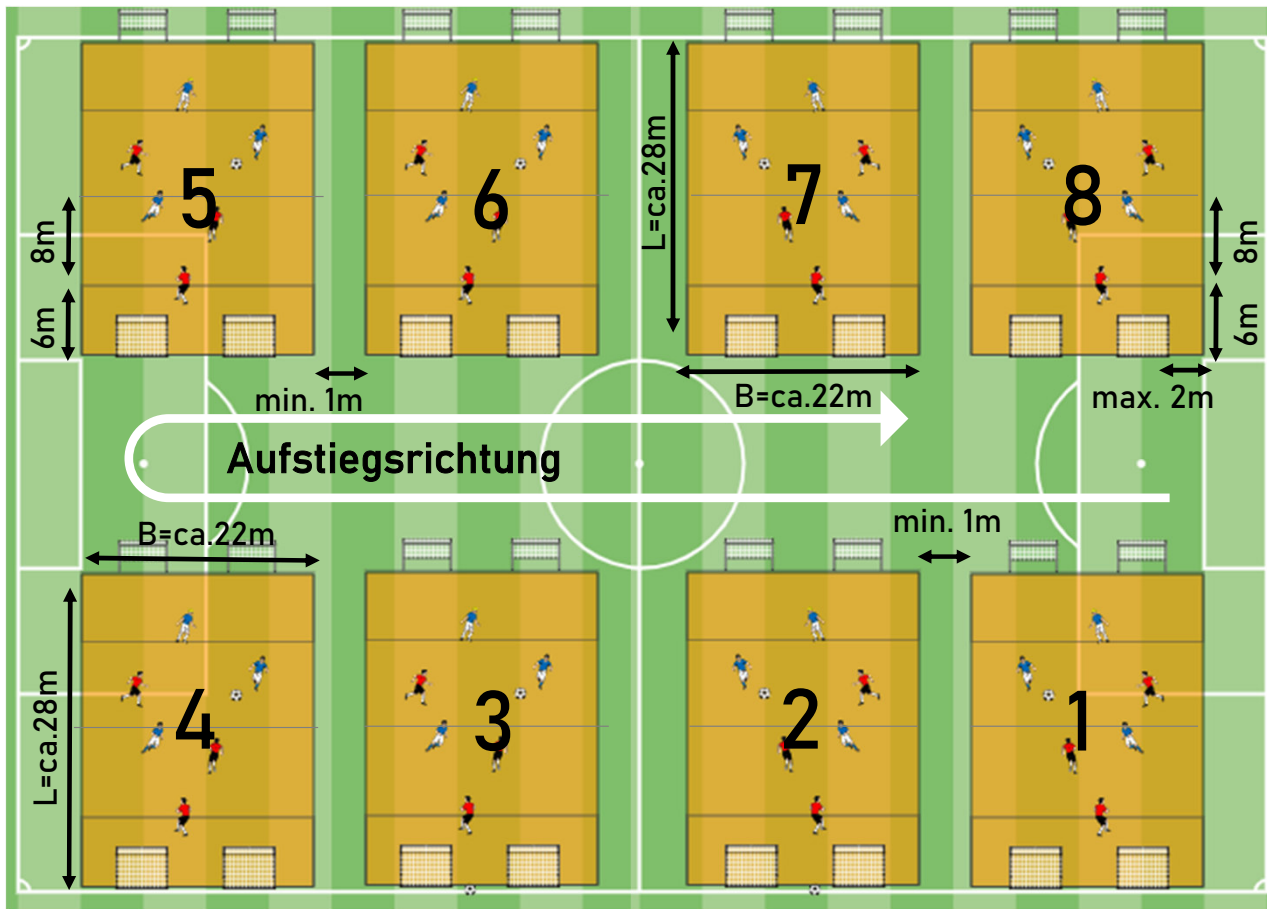 5
6
7
8
L=ca.28m
8m
6m
8m
6m
min. 1m
B=ca.22m
max. 2m
Aufstiegsrichtung
min. 1m
B=ca.22m
L=ca.28m
4
3
2
1